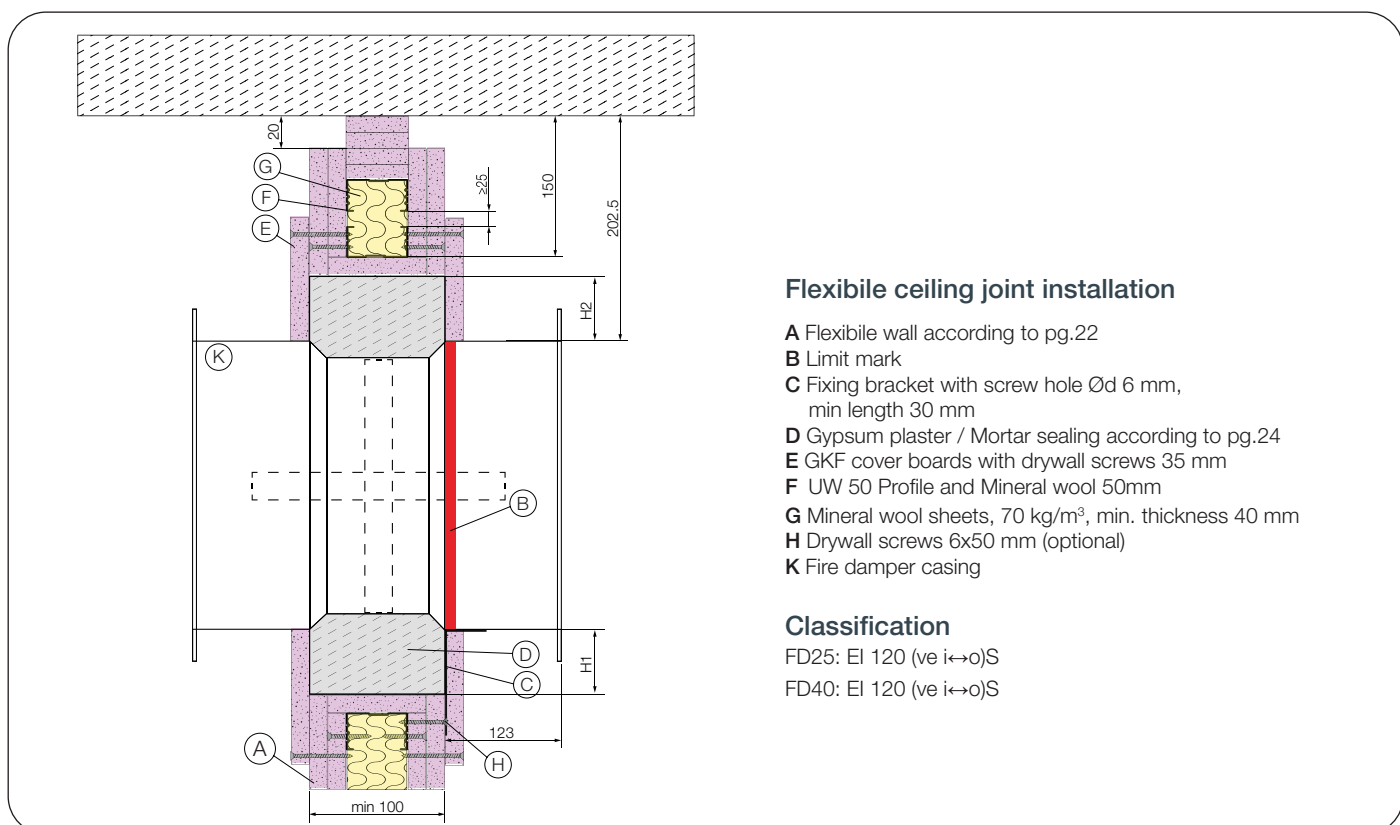 20
G
F
E
≥25
150
202.5
H2
K
B
D
C
H1
A
123
H
min 100
Flexibile ceiling joint installation
A Flexibile wall according to pg.22
B Limit mark
C Fixing bracket with screw hole Ød 6 mm,
min length 30 mm
D Gypsum plaster / Mortar sealing according to pg.24
E GKF cover boards with drywall screws 35 mm
F UW 50 Profile and Mineral wool 50mm
G Mineral wool sheets, 70 kg/m³, min. thickness 40 mm
H Drywall screws 6x50 mm (optional)
K Fire damper casing
Classification
FD25: EI 120 (ve i↔o)S
FD40: EI 120 (ve i↔o)S